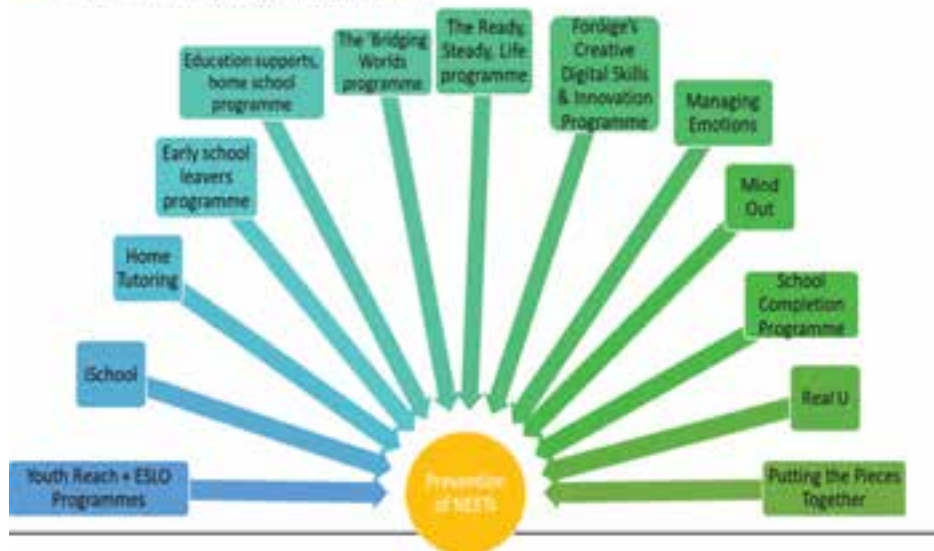 Youth Reach + ESLO
Programmes
iSchool
Home
Tutoring
Early school
leavers
programme
Education supports,
home school
programme
The 'Bridging
Worlds
programme
The Ready,
Steady, Life
programme
Foróige's
Creative
Digital Skills
& Innovation
Programme
Managing
Emotions
Mind
Out
School
Completion
Programme
Real U
Putting the Pieces
Together
Prevention
of NEETs